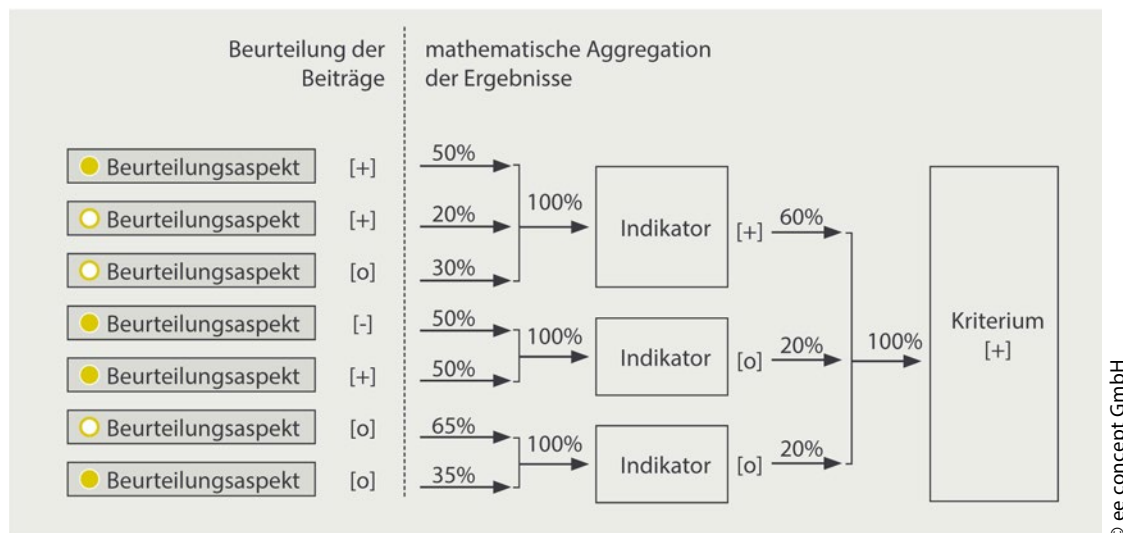 Beurteilung der
Beiträge
mathematische Aggregation
der Ergebnisse
Beurteilungsaspekt [+] 50%
Beurteilungsaspekt [+] 20%
Beurteilungsaspekt [o] 30%
100% Indikator [+] 60%
Beurteilungsaspekt [-] 50%
Beurteilungsaspekt [+] 50%
100% Indikator [o] 20%
Beurteilungsaspekt [o] 65%
Beurteilungsaspekt [o] 35%
100% Indikator [o] 20%
100%
Kriterium
[+]
© ee concept GmbH